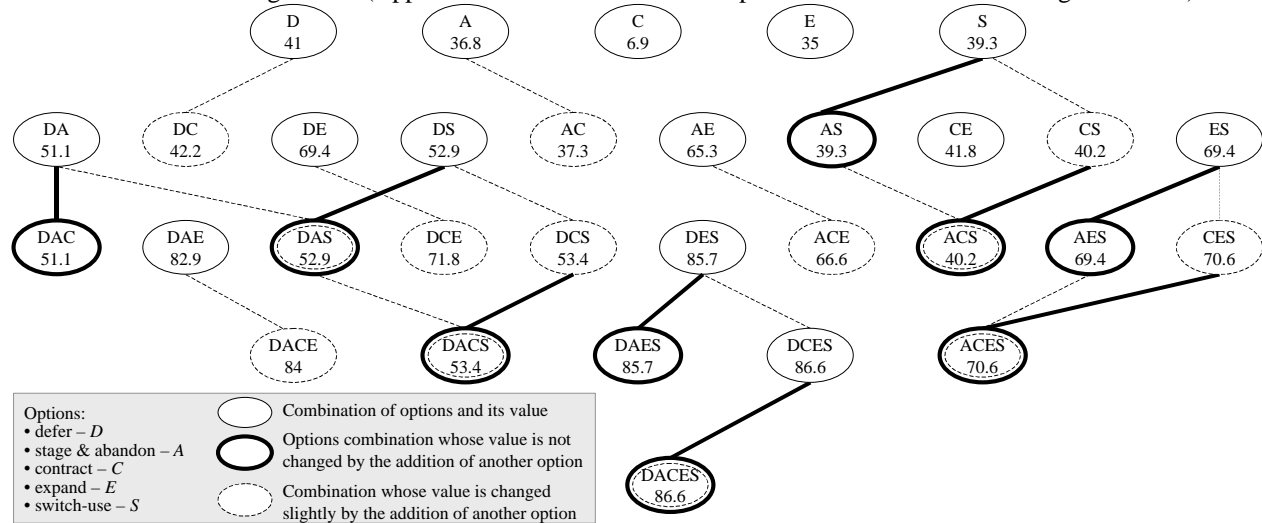 D A C E S
41 36.8 6.9 35 39.3
DA DC DE DS AC AE AS CE CS ES
51.1 42.2 69.4 52.9 37.3 65.3 39.3 41.8 40.2 69.4
DAC DAE DAS DCE DCS DES ACE ACS AES CES
51.1 82.9 52.9 71.8 53.4 85.7 66.6 40.2 69.4 70.6
DACE DACS DAES DCES ACES
84 53.4 85.7 86.6 70.6
DACES
86.6
Options:
• defer – D
• stage & abandon – A
• contract – C
• expand – E
• switch-use – S
Combination of options and its value
Options combination whose value is not
changed by the addition of another option
Combination whose value is changed
slightly by the addition of another option